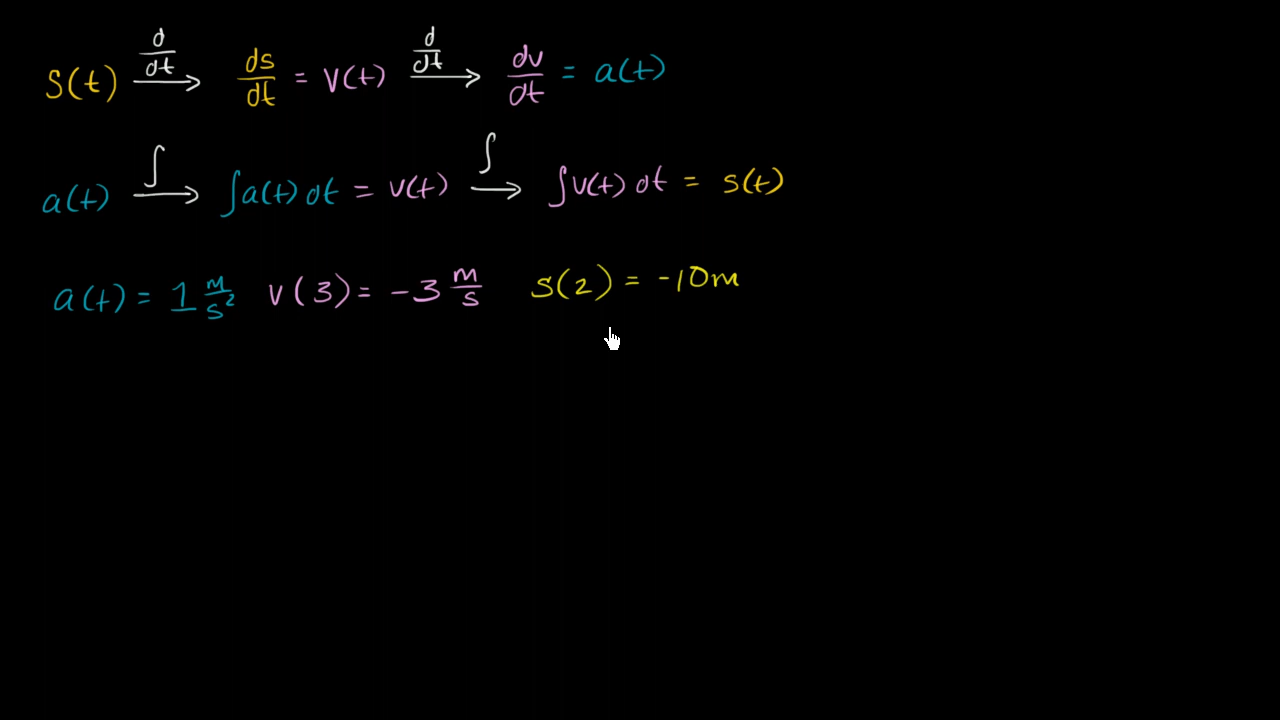 S(t) d/dt → ds/dt = v(t) d/dt → dv/dt = a(t)
a(t) ∫ → ∫a(t) dt = v(t) ∫ → ∫v(t) dt = s(t)
a(t) = 1 m/s² v(3) = -3 m/s s(2) = -10m